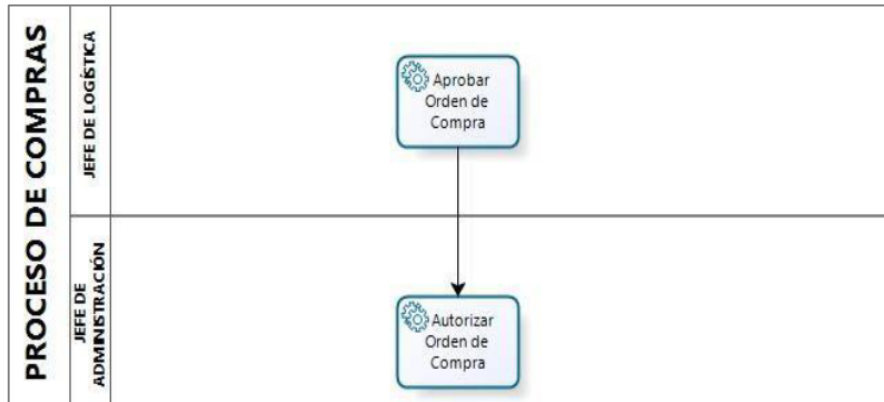 PROCESO DE COMPRAS
JEFE DE LOGÍSTICA
Aprobar
Orden de
Compra
JEFE DE
ADMINISTRACIÓN
Autorizar
Orden de
Compra